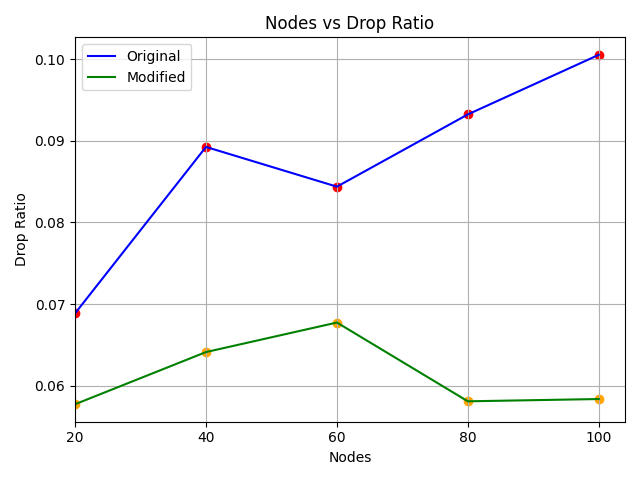 Nodes vs Drop Ratio
Original
Modified
Drop Ratio
0.10
0.09
0.08
0.07
0.06
20 40 60 80 100
Nodes